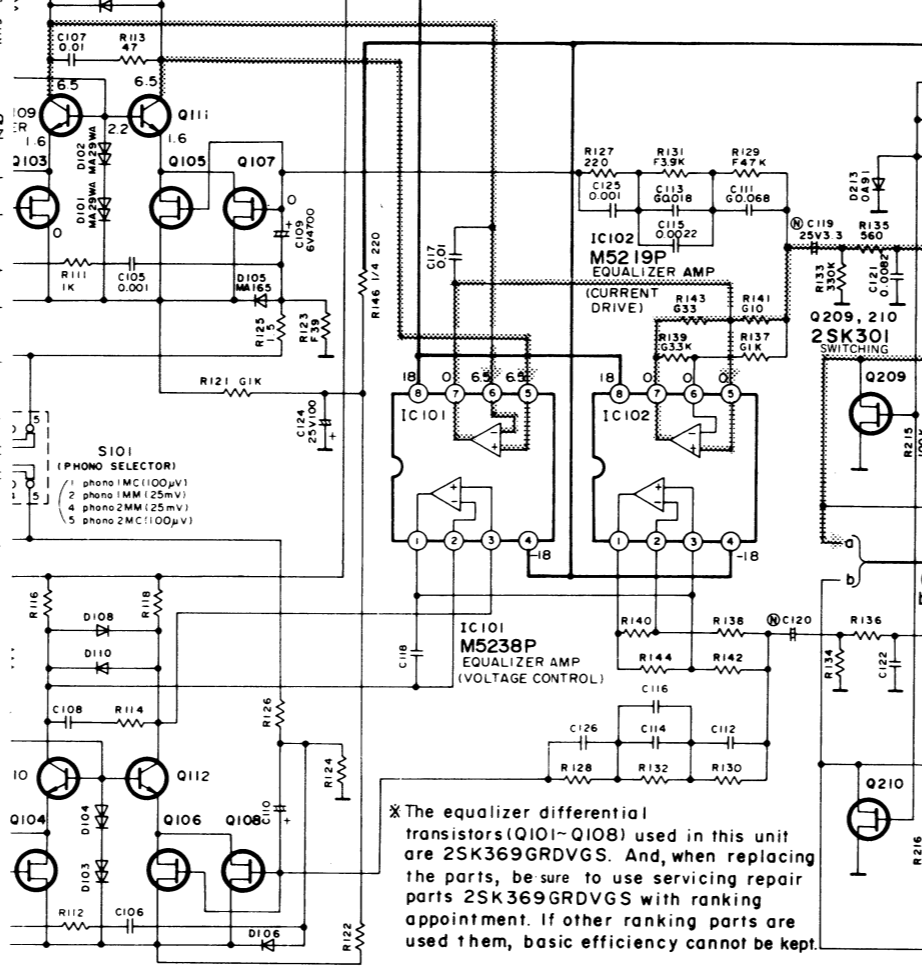 C107
0.01
R113
47
6.5
6.5
Q111
2.2
1.6
1.6
D102
MA29WA
Q103
Q105
Q107
D101
MA29WA
0
0
C109
6V4700
R111
1K
C105
0.001
D105
MA165
R125
1.5
R123
F39
R146 1/4 220
C117
0.01
R121 G1K
C124
25V100
R127
220
R131
F3.9K
R129
F47K
C125
0.001
C113
G0.018
C111
G0.068
C115
0.0022
IC102
M5219P
EQUALIZER AMP
(CURRENT
DRIVE)
R143
G33
R141
G10
R139
G33K
R137
G1K
D213
0A91
N C119
25V3.3
R135
560
R133
330K
C121
0.0082
Q209, 210
2SK301
SWITCHING
Q209
R215
18
0
6.5
6.5
8
7
6
5
IC101
18
0
0
0
8
7
6
5
IC102
1
2
3
4
-18
1
2
3
4
-18
5
5
S101
(PHONO SELECTOR)
1 phono 1MC(100μV)
2 phono 1MM(25mV)
4 phono 2MM(25mV)
5 phono 2MC(100μV)
a
b
R116
R118
D108
D110
C118
IC101
M5238P
EQUALIZER AMP
(VOLTAGE CONTROL)
R140
R138
N C120
R136
R144
R142
R134
C122
C116
C126
C114
C112
R128
R132
R130
C108
R114
R126
R124
Q112
C110
Q104
D104
Q106
Q108
D103
R112
C106
D106
R122
Q210
R216
※ The equalizer differential
transistors(Q101~Q108) used in this unit
are 2SK369GRDVGS. And, when replacing
the parts, be sure to use servicing repair
parts 2SK369GRDVGS with ranking
appointment. If other ranking parts are
used them, basic efficiency cannot be kept.